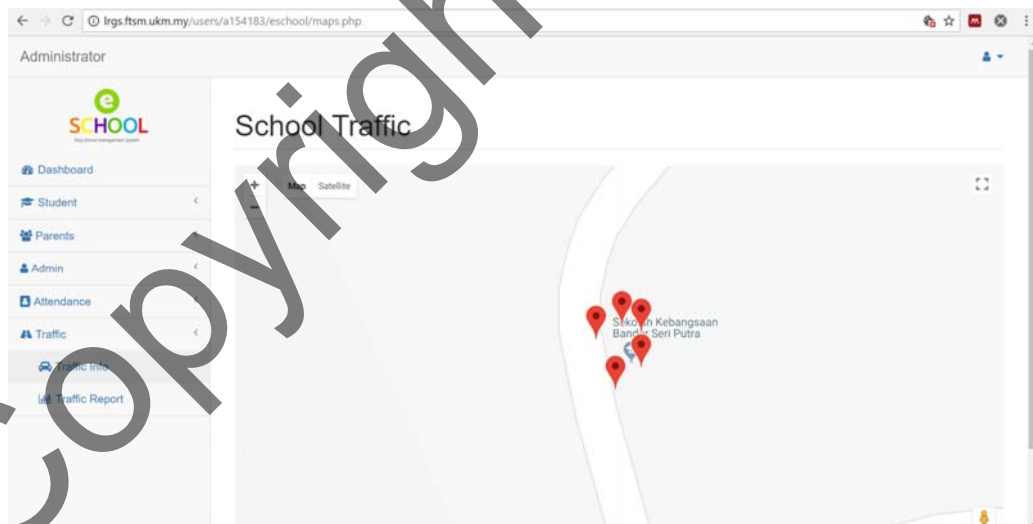 lrgs.ftsm.ukm.my/users/a154183/eschool/maps.php
Administrator
e
SCHOOL
School Traffic
Dashboard
Student
Parents
Admin
Attendance
Traffic
Traffic Info
Traffic Report
Map Satellite
Sekolah Kebangsaan
Bandar Seri Putra
Copyright